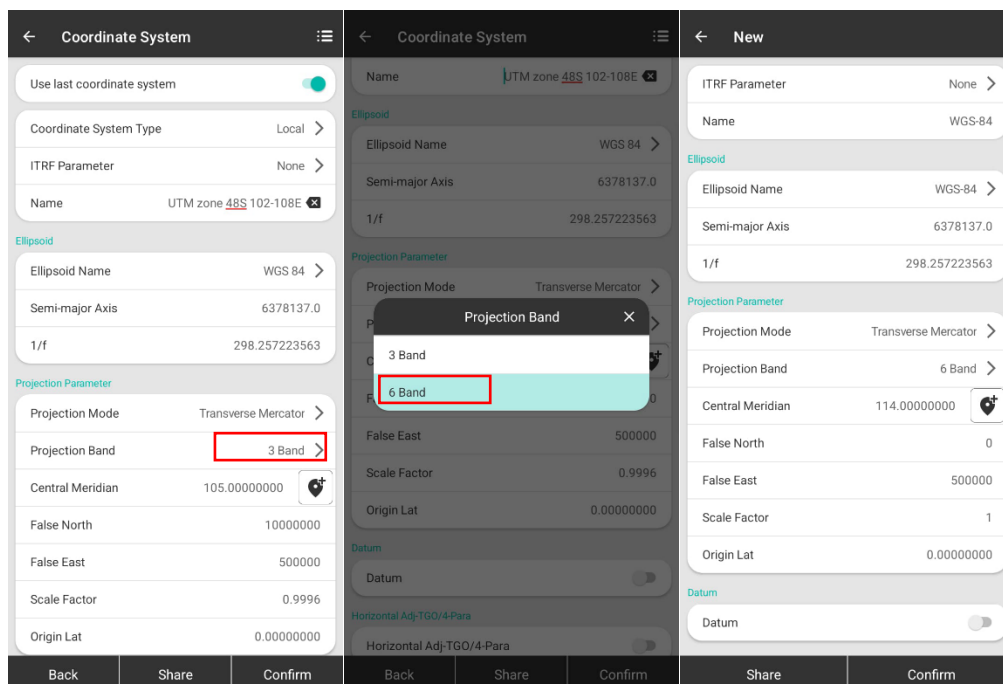 Coordinate System
Use last coordinate system
Coordinate System Type Local
ITRF Parameter None
Name UTM zone 48S 102-108E
Ellipsoid
Ellipsoid Name WGS 84
Semi-major Axis 6378137.0
1/f 298.257223563
Projection Parameter
Projection Mode Transverse Mercator
Projection Band 3 Band
Central Meridian 105.00000000
False North 10000000
False East 500000
Scale Factor 0.9996
Origin Lat 0.00000000
Back Share Confirm
Coordinate System
Name UTM zone 48S 102-108E
Ellipsoid
Ellipsoid Name WGS 84
Semi-major Axis 6378137.0
1/f 298.257223563
Projection Parameter
Projection Mode Transverse Mercator
Projection Band
3 Band
6 Band
False East 500000
Scale Factor 0.9996
Origin Lat 0.00000000
Datum
Datum
Horizontal Adj-TGO/4-Para
Horizontal Adj-TGO/4-Para
Back Share Confirm
New
ITRF Parameter None
Name WGS-84
Ellipsoid
Ellipsoid Name WGS-84
Semi-major Axis 6378137.0
1/f 298.257223563
Projection Parameter
Projection Mode Transverse Mercator
Projection Band 6 Band
Central Meridian 114.00000000
False North 0
False East 500000
Scale Factor 1
Origin Lat 0.00000000
Datum
Datum
Share Confirm